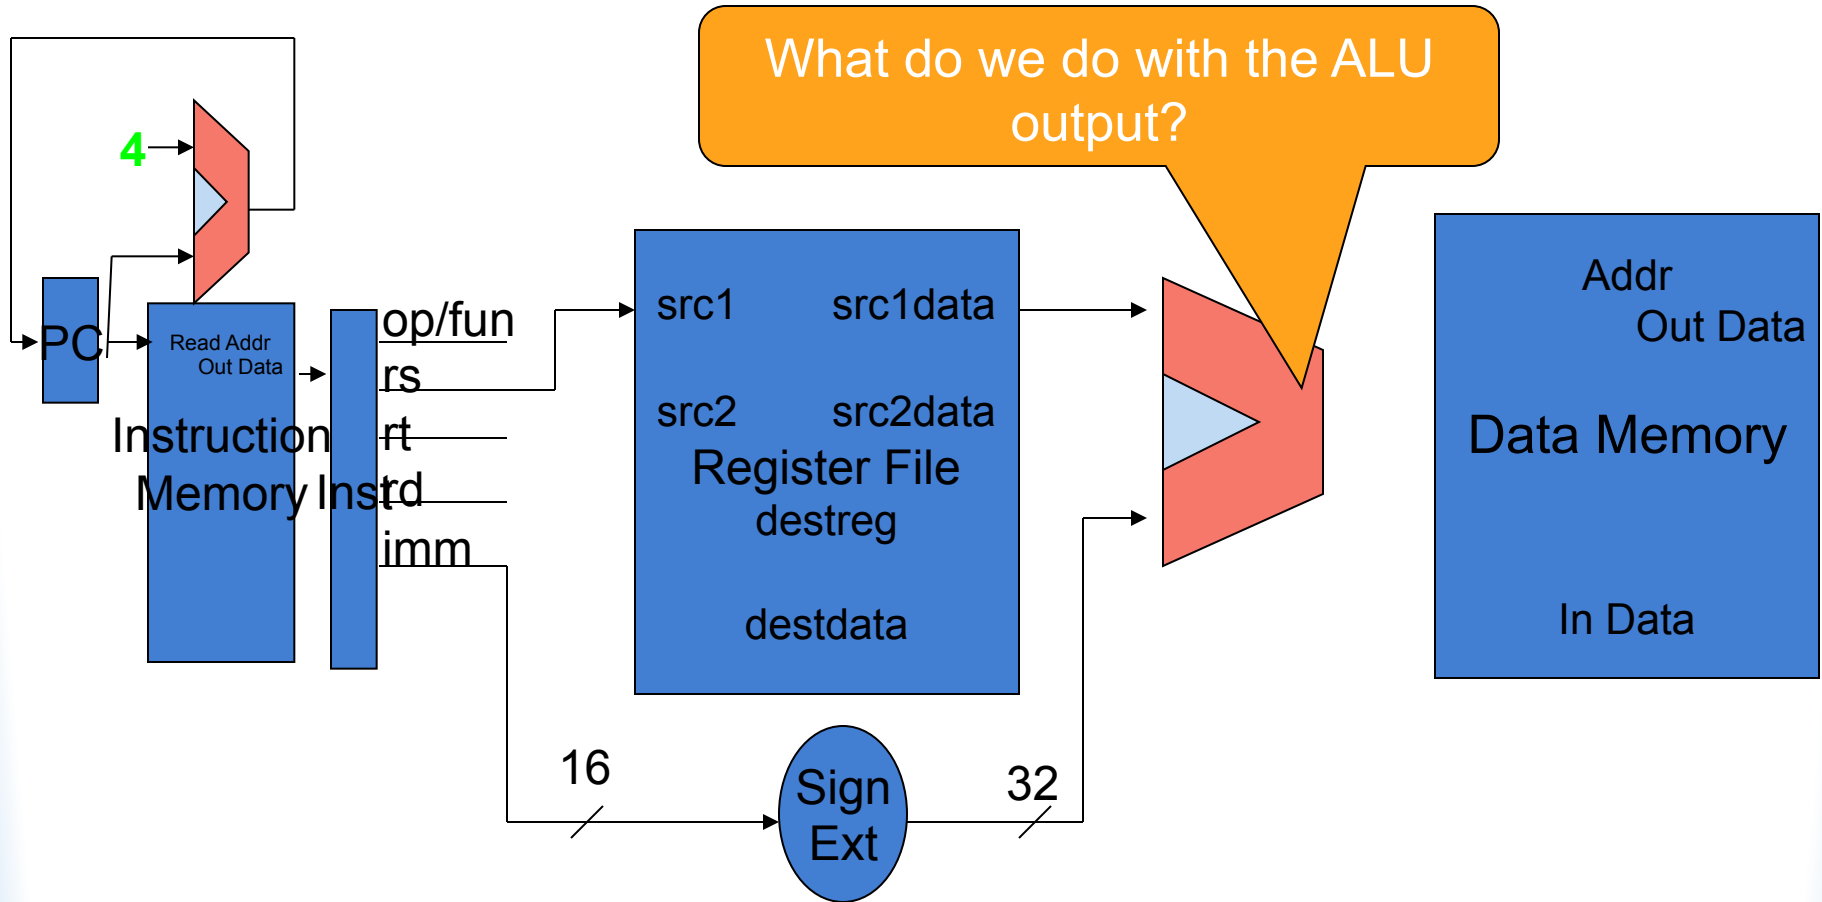 What do we do with the ALU
output?
4
PC
Read Addr
Out Data
Instruction
Memory
Inst
op/fun
rs
rt
rd
imm
src1
src1data
src2
src2data
Register File
destreg
destdata
Addr
Out Data
Data Memory
In Data
16
Sign
Ext
32